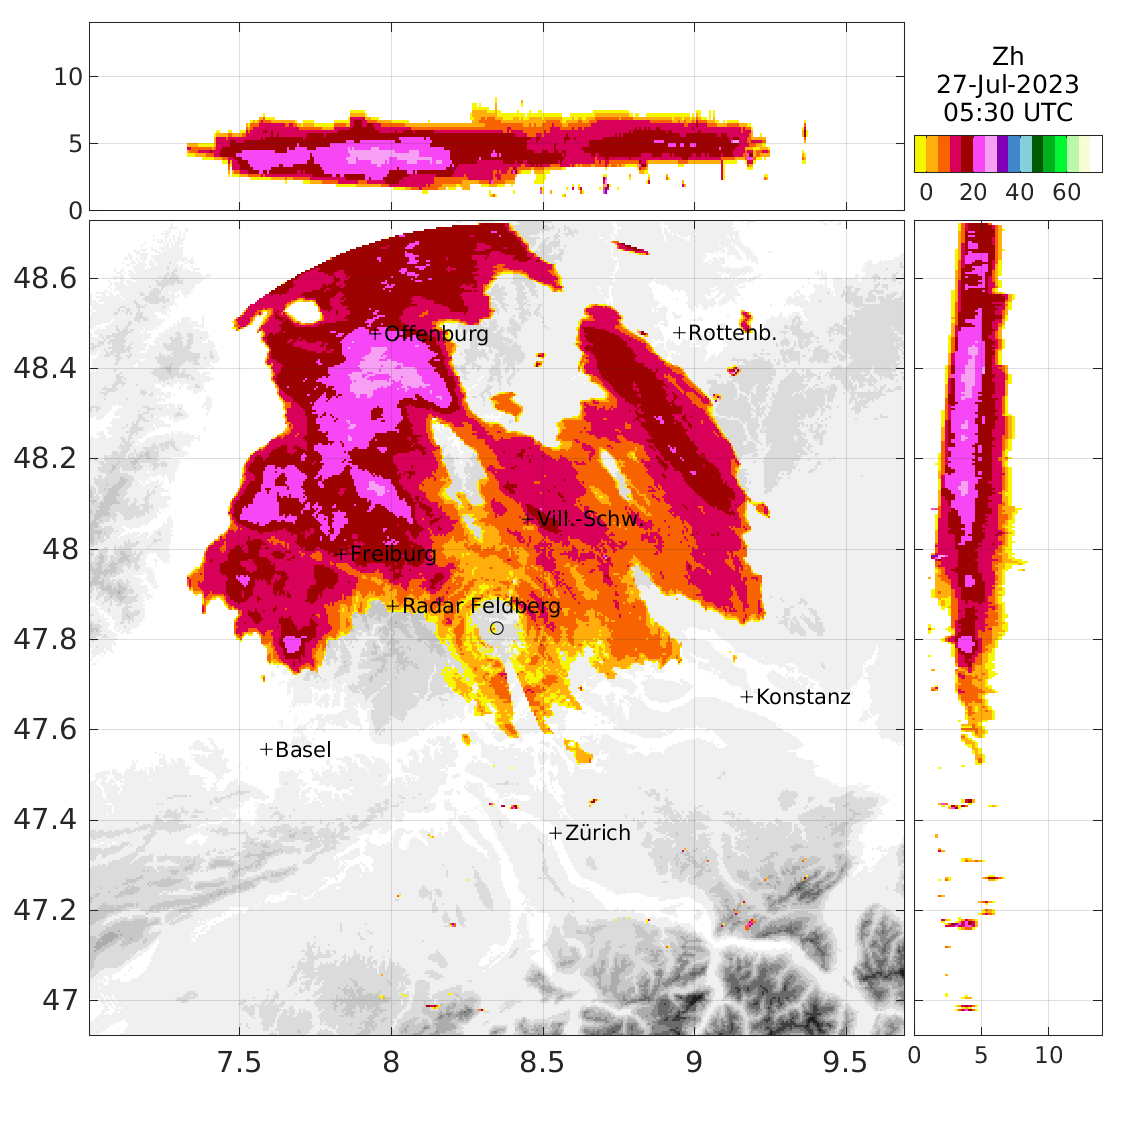 10
5
0
Zh
27-Jul-2023
05:30 UTC
0 20 40 60
48.6
48.4
48.2
48
47.8
47.6
47.4
47.2
47
Offenburg
Rottenb.
Vill.-Schw.
Freiburg
Radar Feldberg
Konstanz
Basel
Zürich
7.5 8 8.5 9 9.5
0 5 10